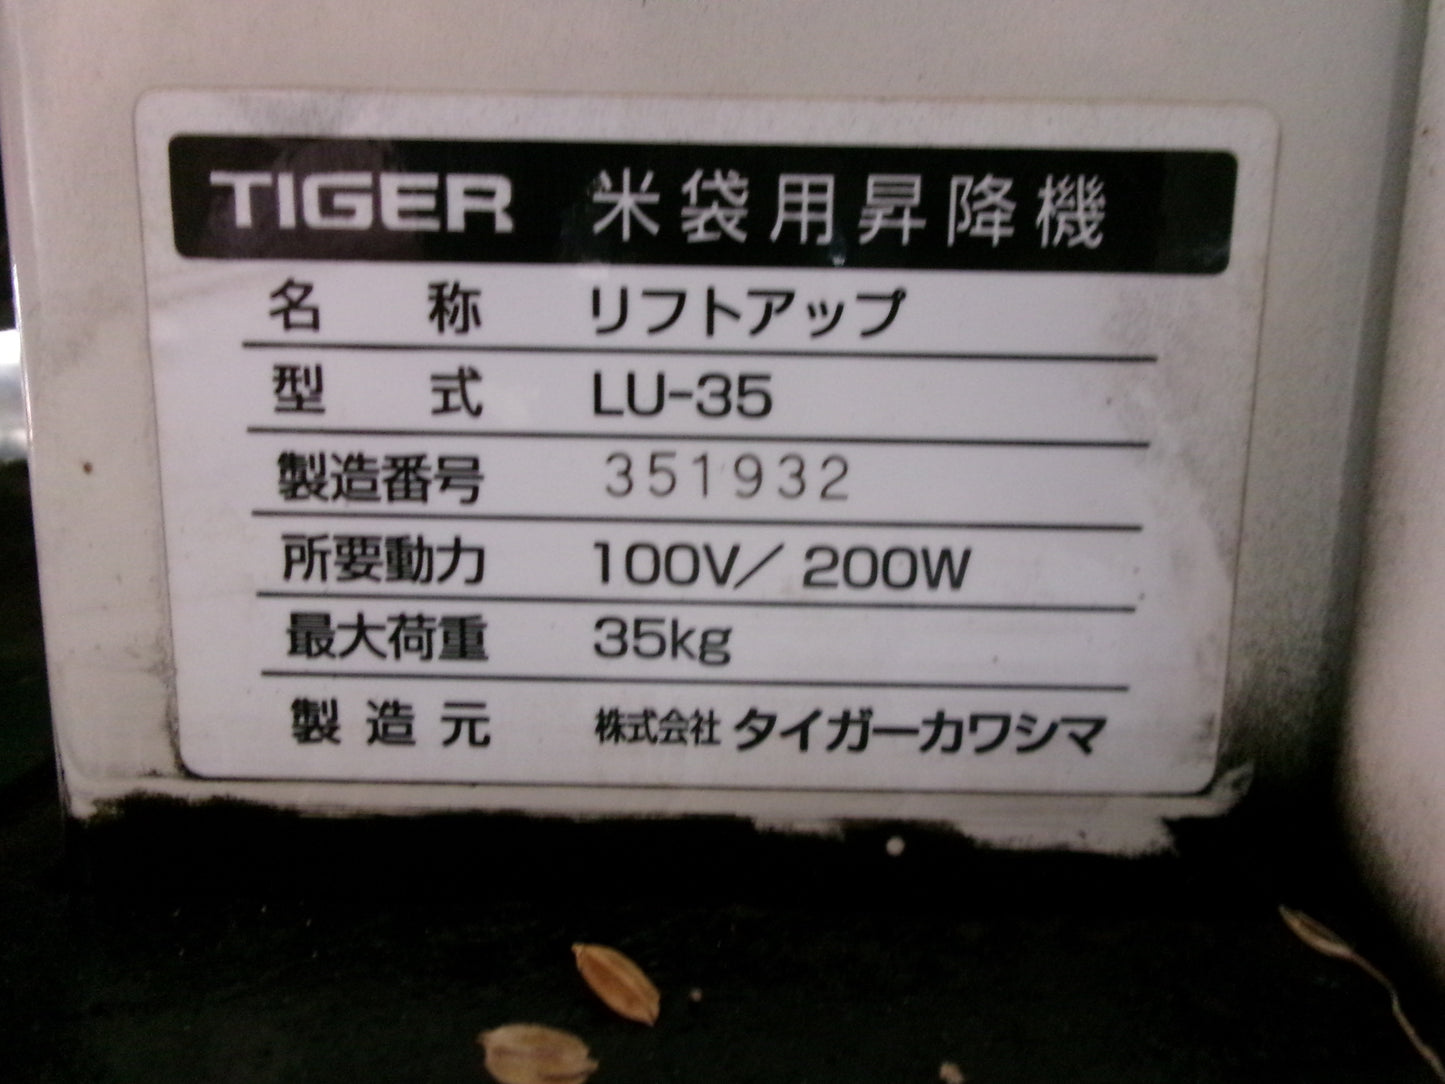 TIGER 米袋用昇降機
名称 リフトアップ
型式 LU-35
製造番号 351932
所要動力 100V／200W
最大荷重 35kg
製造元 株式会社タイガーカワシマ